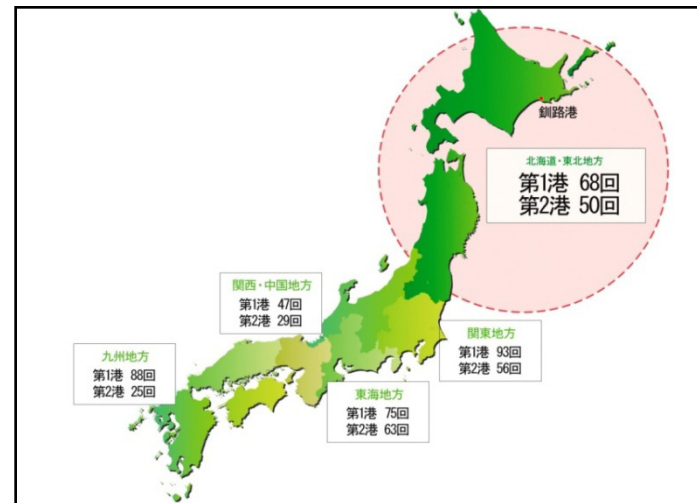 釧路港
北海道・東北地方
第1港 68回
第2港 50回
関西・中国地方
第1港 47回
第2港 29回
関東地方
第1港 93回
第2港 56回
九州地方
第1港 88回
第2港 25回
東海地方
第1港 75回
第2港 63回